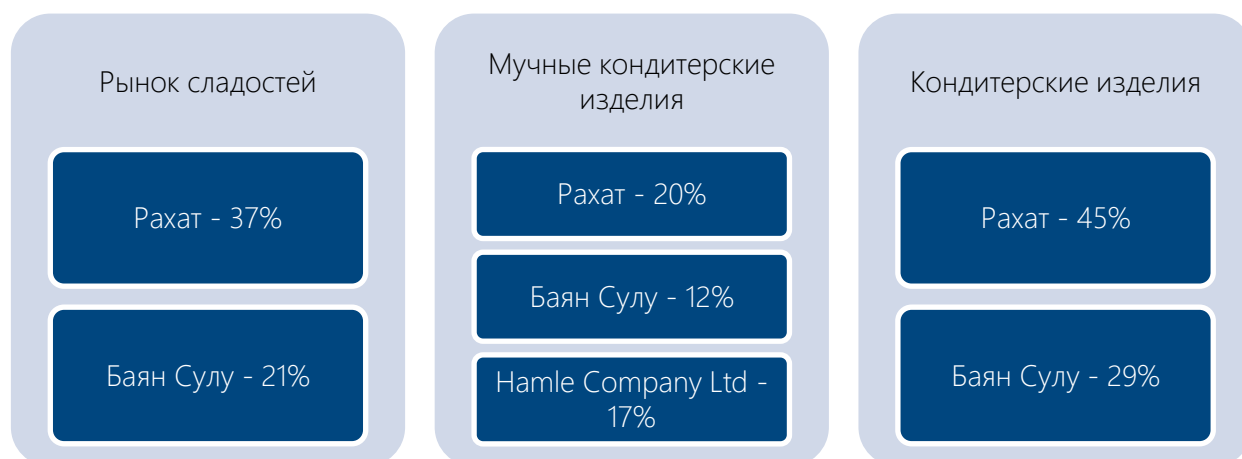 Рынок сладостей
Рахат - 37%
Баян Сулу - 21%
Мучные кондитерские
изделия
Рахат - 20%
Баян Сулу - 12%
Hamle Company Ltd -
17%
Кондитерские изделия
Рахат - 45%
Баян Сулу - 29%